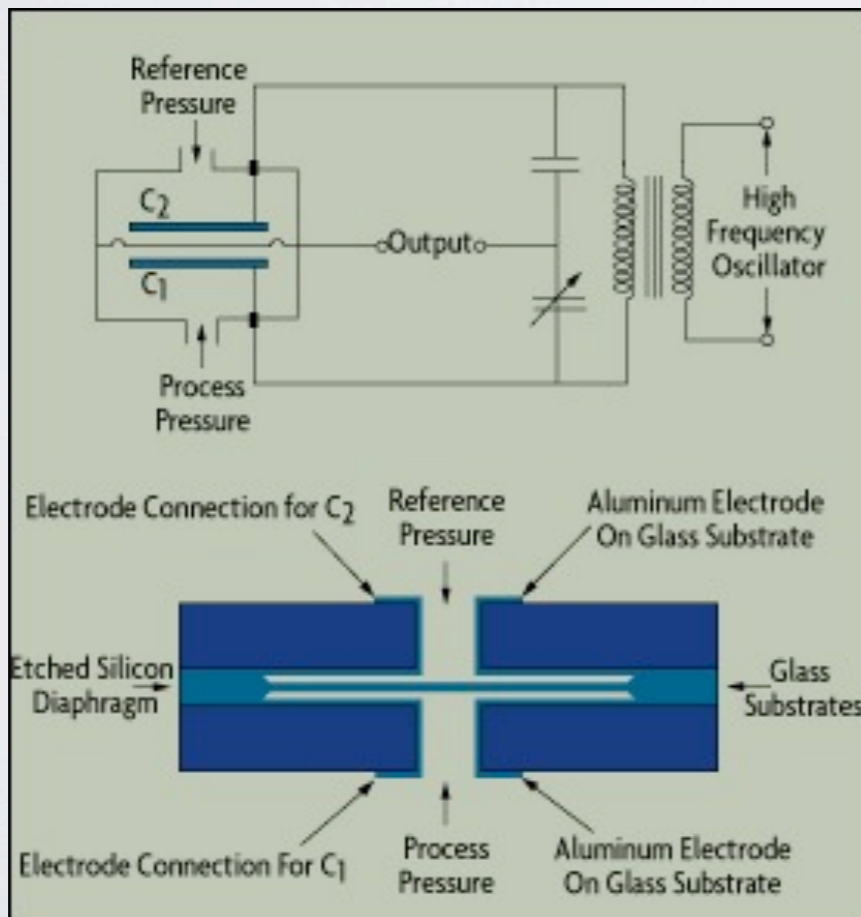 Reference
Pressure
C2
C1
Output
High
Frequency
Oscillator
Process
Pressure
Electrode Connection for C2
Reference
Pressure
Aluminum Electrode
On Glass Substrate
Etched Silicon
Diaphragm
Glass
Substrates
Electrode Connection For C1
Process
Pressure
Aluminum Electrode
On Glass Substrate